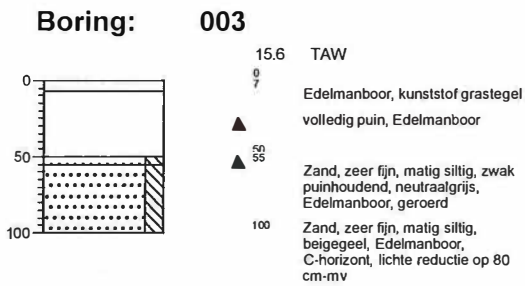 Boring: 003
15.6 TAW
0
0
7
Edelmanboor, kunststof grastegel
volledig puin, Edelmanboor
50
50
55
Zand, zeer fijn, matig siltig, zwak
puinhoudend, neutraalgrijs,
Edelmanboor, geroerd
100
100
Zand, zeer fijn, matig siltig,
beigegeel, Edelmanboor,
C-horizont, lichte reductie op 80
cm-mv